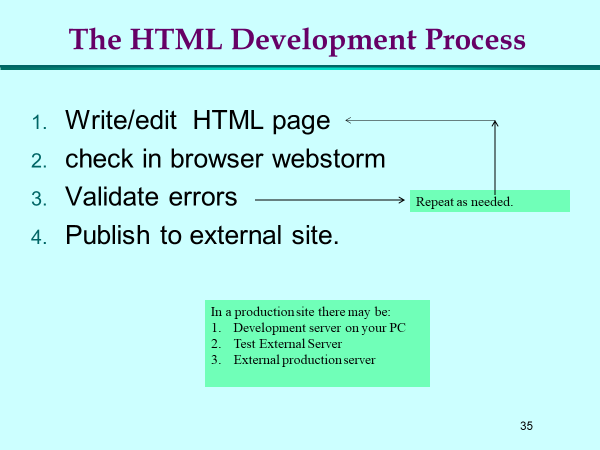 The HTML Development Process
1. Write/edit HTML page
2. check in browser webstorm
3. Validate errors
Repeat as needed.
4. Publish to external site.
In a production site there may be:
1. Development server on your PC
2. Test External Server
3. External production server
35